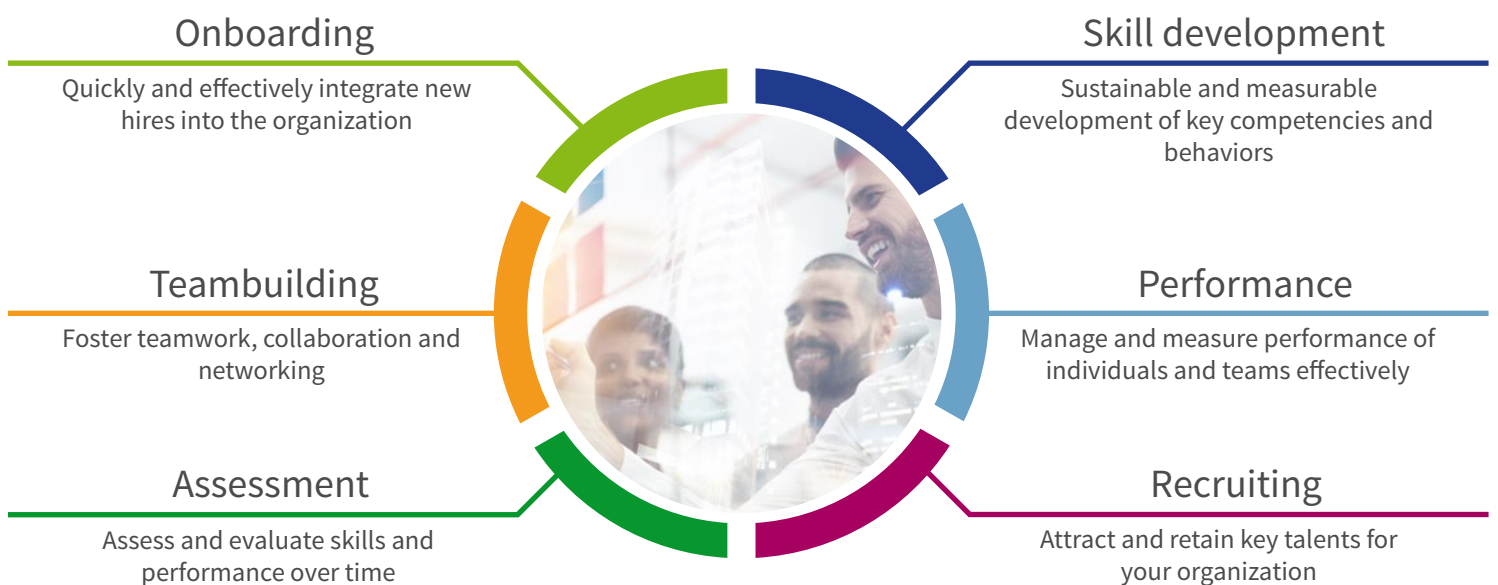 Onboarding
Quickly and effectively integrate new
hires into the organization
Teambuilding
Foster teamwork, collaboration and
networking
Assessment
Assess and evaluate skills and
performance over time
Skill development
Sustainable and measurable
development of key competencies and
behaviors
Performance
Manage and measure performance of
individuals and teams effectively
Recruiting
Attract and retain key talents for
your organization